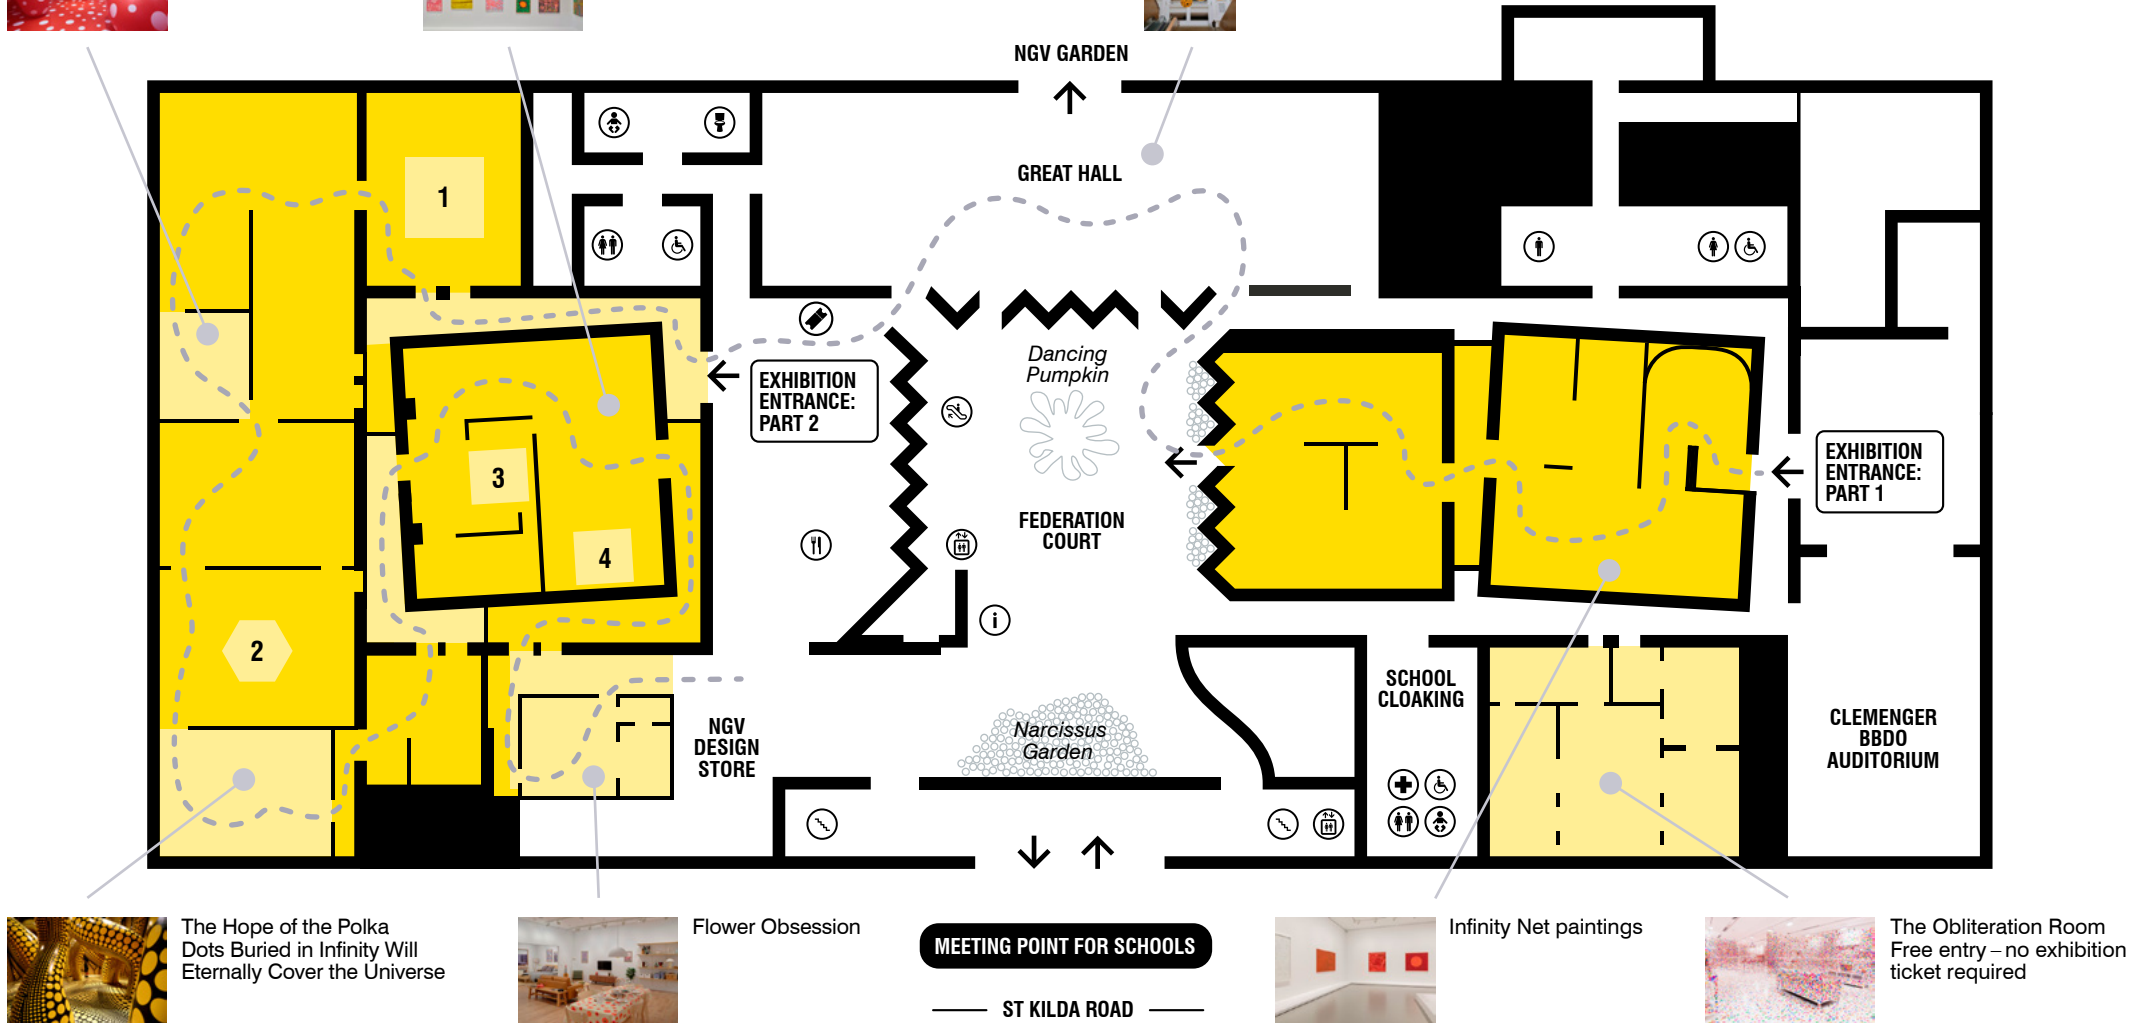 NGV GARDEN
GREAT HALL
1
Dancing
Pumpkin
EXHIBITION
ENTRANCE:
PART 2
EXHIBITION
ENTRANCE:
PART 1
3
4
FEDERATION
COURT
i
2
SCHOOL
CLOAKING
NGV
DESIGN
STORE
Narcissus
Garden
CLEMENGER
BBDO
AUDITORIUM
The Hope of the Polka
Dots Buried in Infinity Will
Eternally Cover the Universe
Flower Obsession
MEETING POINT FOR SCHOOLS
ST KILDA ROAD
Infinity Net paintings
The Obliteration Room
Free entry – no exhibition
ticket required